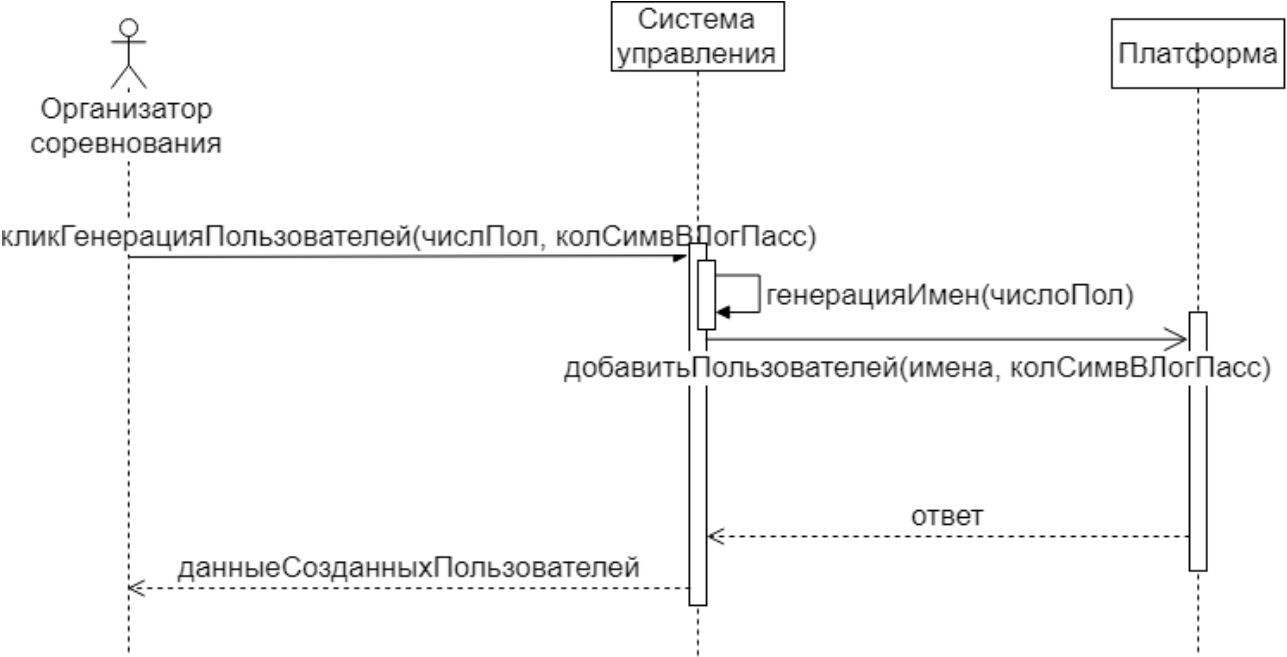 Система
управления
Платформа
Организатор
соревнования
кликГенерацияПользователей(числПол, колСимвВЛогПасс)
генерацияИмен(числоПол)
добавитьПользователей(имена, колСимвВЛогПасс)
ответ
данныеСозданныхПользователей